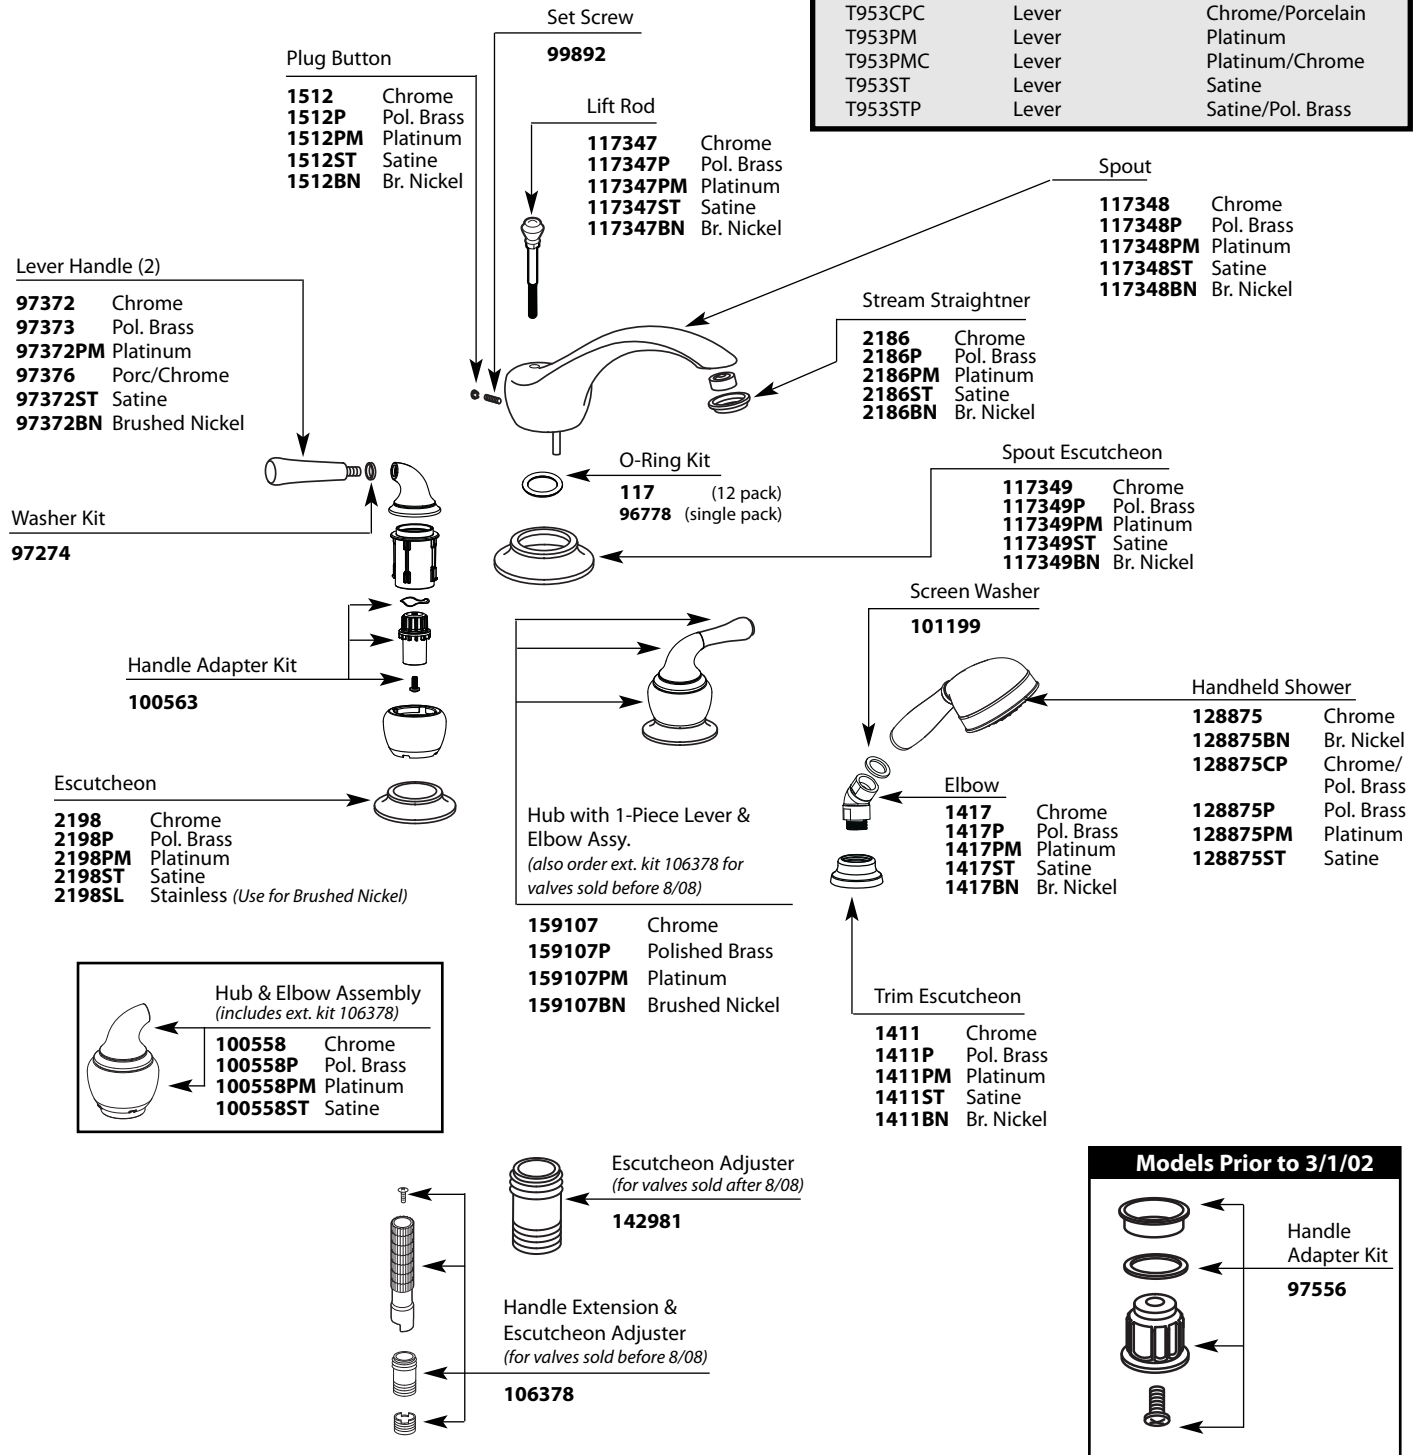 T953CPC Lever Chrome/Porcelain
T953PM Lever Platinum
T953PMC Lever Platinum/Chrome
T953ST Lever Satine
T953STP Lever Satine/Pol. Brass
Set Screw
99892
Plug Button
1512 Chrome
1512P Pol. Brass
1512PM Platinum
1512ST Satine
1512BN Br. Nickel
Lift Rod
117347 Chrome
117347P Pol. Brass
117347PM Platinum
117347ST Satine
117347BN Br. Nickel
Spout
117348 Chrome
117348P Pol. Brass
117348PM Platinum
117348ST Satine
117348BN Br. Nickel
Lever Handle (2)
97372 Chrome
97373 Pol. Brass
97372PM Platinum
97376 Porc/Chrome
97372ST Satine
97372BN Brushed Nickel
Stream Straightner
2186 Chrome
2186P Pol. Brass
2186PM Platinum
2186ST Satine
2186BN Br. Nickel
O-Ring Kit
117 (12 pack)
96778 (single pack)
Spout Escutcheon
117349 Chrome
117349P Pol. Brass
117349PM Platinum
117349ST Satine
117349BN Br. Nickel
Washer Kit
97274
Screen Washer
101199
Handle Adapter Kit
100563
Handheld Shower
128875 Chrome
128875BN Br. Nickel
128875CP Chrome/
Pol. Brass
128875P Pol. Brass
128875PM Platinum
128875ST Satine
Escutcheon
2198 Chrome
2198P Pol. Brass
2198PM Platinum
2198ST Satine
2198SL Stainless (Use for Brushed Nickel)
Hub with 1-Piece Lever &
Elbow Assy.
(also order ext. kit 106378 for
valves sold before 8/08)
159107 Chrome
159107P Polished Brass
159107PM Platinum
159107BN Brushed Nickel
Elbow
1417 Chrome
1417P Pol. Brass
1417PM Platinum
1417ST Satine
1417BN Br. Nickel
Hub & Elbow Assembly
(includes ext. kit 106378)
100558 Chrome
100558P Pol. Brass
100558PM Platinum
100558ST Satine
Trim Escutcheon
1411 Chrome
1411P Pol. Brass
1411PM Platinum
1411ST Satine
1411BN Br. Nickel
Escutcheon Adjuster
(for valves sold after 8/08)
142981
Handle Extension &
Escutcheon Adjuster
(for valves sold before 8/08)
106378
Models Prior to 3/1/02
Handle
Adapter Kit
97556